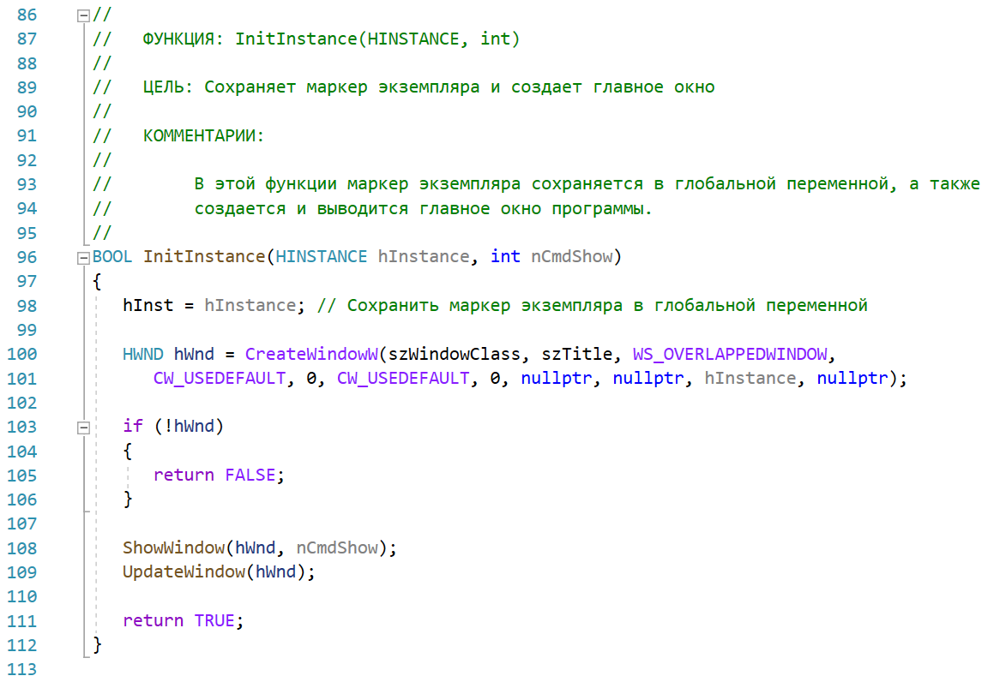 86 //
87 // ФУНКЦИЯ: InitInstance(HINSTANCE, int)
88 //
89 // ЦЕЛЬ: Сохраняет маркер экземпляра и создает главное окно
90 //
91 // КОММЕНТАРИИ:
92 //
93 // В этой функции маркер экземпляра сохраняется в глобальной переменной, а также
94 // создается и выводится главное окно программы.
95 //
96 BOOL InitInstance(HINSTANCE hInstance, int nCmdShow)
97 {
98 hInst = hInstance; // Сохранить маркер экземпляра в глобальной переменной
99
100 HWND hWnd = CreateWindowW(szWindowClass, szTitle, WS_OVERLAPPEDWINDOW,
101 CW_USEDEFAULT, 0, CW_USEDEFAULT, 0, nullptr, nullptr, hInstance, nullptr);
102
103 if (!hWnd)
104 {
105 return FALSE;
106 }
107
108 ShowWindow(hWnd, nCmdShow);
109 UpdateWindow(hWnd);
110
111 return TRUE;
112 }
113